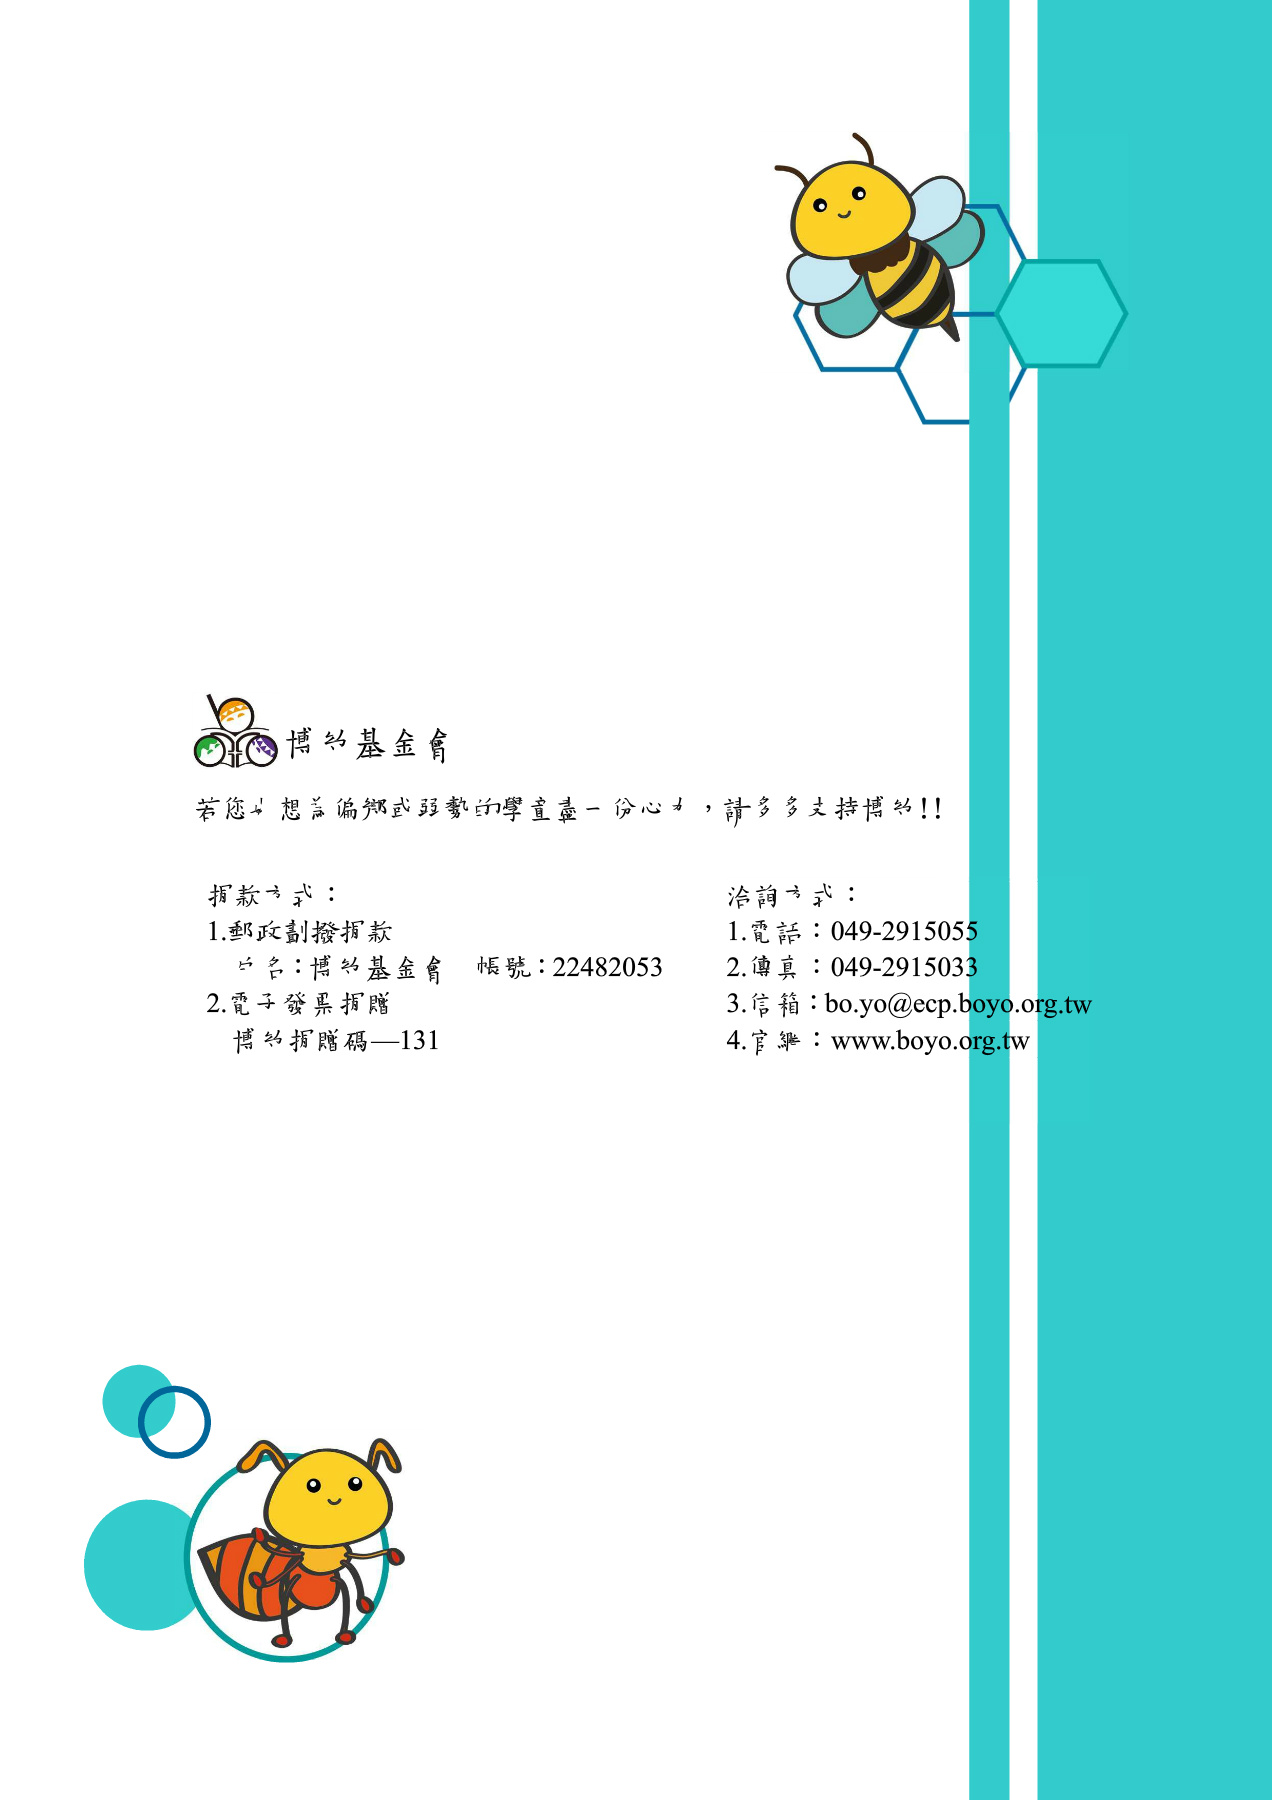 博幼基金會
若您也想為偏鄉或弱勢的學童盡一份心力，請多多支持博幼!!
捐款方式：
1.郵政劃撥捐款
戶名：博幼基金會 帳號：22482053
2.電子發票捐贈
博幼捐贈碼—131
洽詢方式：
1.電話：049-2915055
2.傳真：049-2915033
3.信箱：bo.yo@ecp.boyo.org.tw
4.官網：www.boyo.org.tw